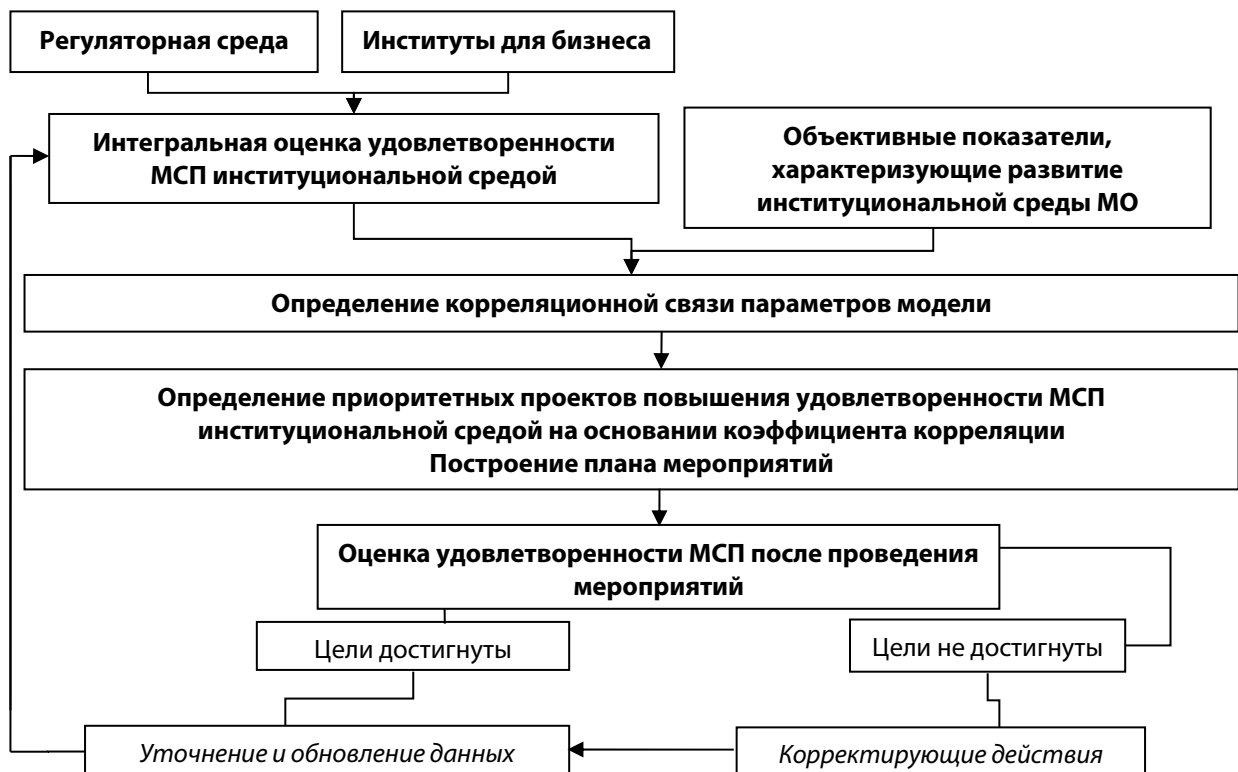 Регуляторная среда
Институты для бизнеса
Интегральная оценка удовлетворенности
МСП институциональной средой
Объективные показатели,
характеризующие развитие
институциональной среды МО
Определение корреляционной связи параметров модели
Определение приоритетных проектов повышения удовлетворенности МСП
институциональной средой на основании коэффициента корреляции
Построение плана мероприятий
Оценка удовлетворенности МСП после проведения
мероприятий
Цели достигнуты
Цели не достигнуты
Уточнение и обновление данных
Корректирующие действия